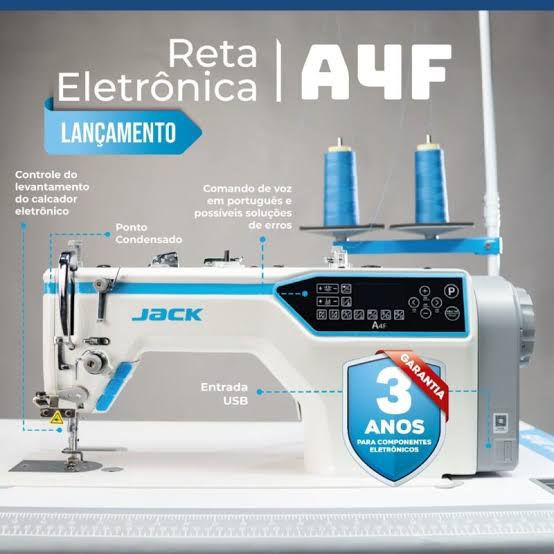 Reta
Eletrônica
A4F
LANÇAMENTO
Controle do
levantamento
do calcador
eletrônico
Ponto
Condensado
Comando de voz
em português e
possíveis soluções
de erros
JACK
P
A4F
Entrada
USB
GARANTIA
3
ANOS
PARA COMPONENTES
ELETRÔNICOS